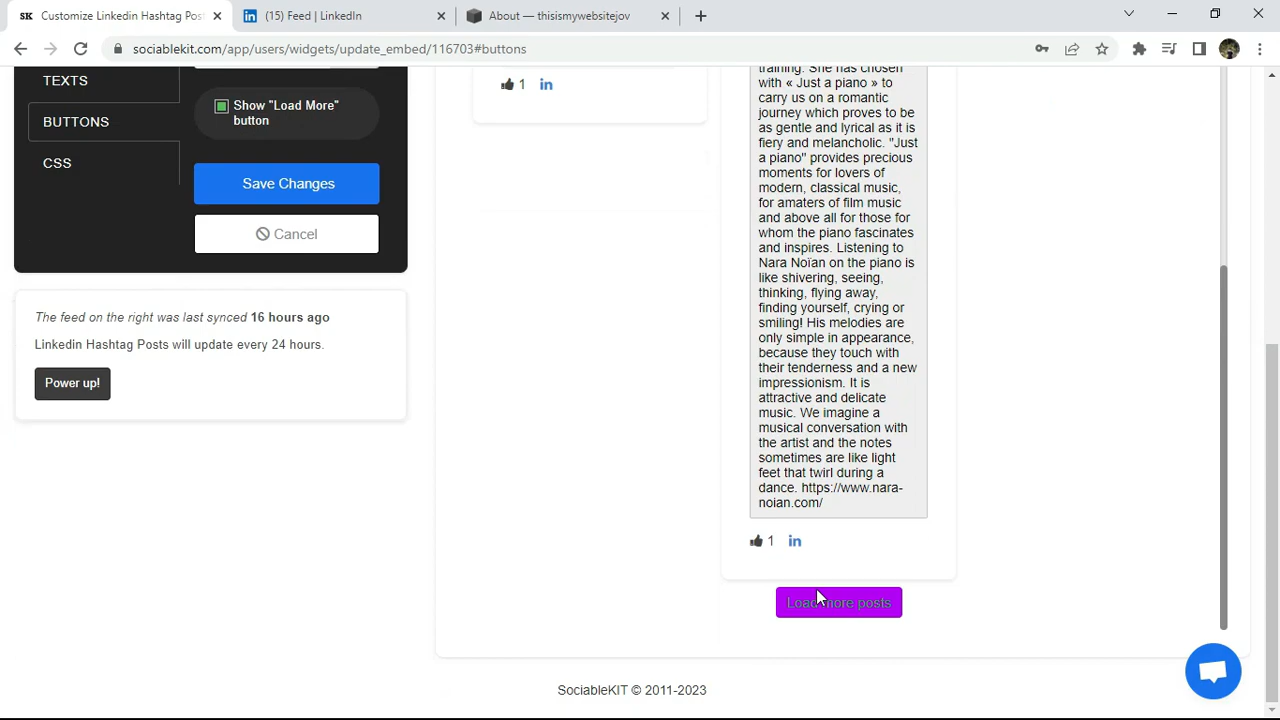 SK Customize Linkedin Hashtag Pos
(15) Feed | LinkedIn
About — thisismywebsitejov
sociablekit.com/app/users/widgets/update_embed/116703#buttons
TEXTS
BUTTONS
CSS
Show "Load More"
button
Save Changes
Cancel
The feed on the right was last synced 16 hours ago
Linkedin Hashtag Posts will update every 24 hours.
Power up!
1
training. She has chosen
with « Just a piano » to
carry us on a romantic
journey which proves to be
as gentle and lyrical as it is
fiery and melancholic. "Just
a piano" provides precious
moments for lovers of
modern, classical music,
for amaters of film music
and above all for those for
whom the piano fascinates
and inspires. Listening to
Nara Noïan on the piano is
like shivering, seeing,
thinking, flying away,
finding yourself, crying or
smiling! His melodies are
only simple in appearance,
because they touch with
their tenderness and a new
impressionism. It is
attractive and delicate
music. We imagine a
musical conversation with
the artist and the notes
sometimes are like light
feet that twirl during a
dance. https://www.nara-
noian.com/
1
Load more posts
SociableKIT © 2011-2023